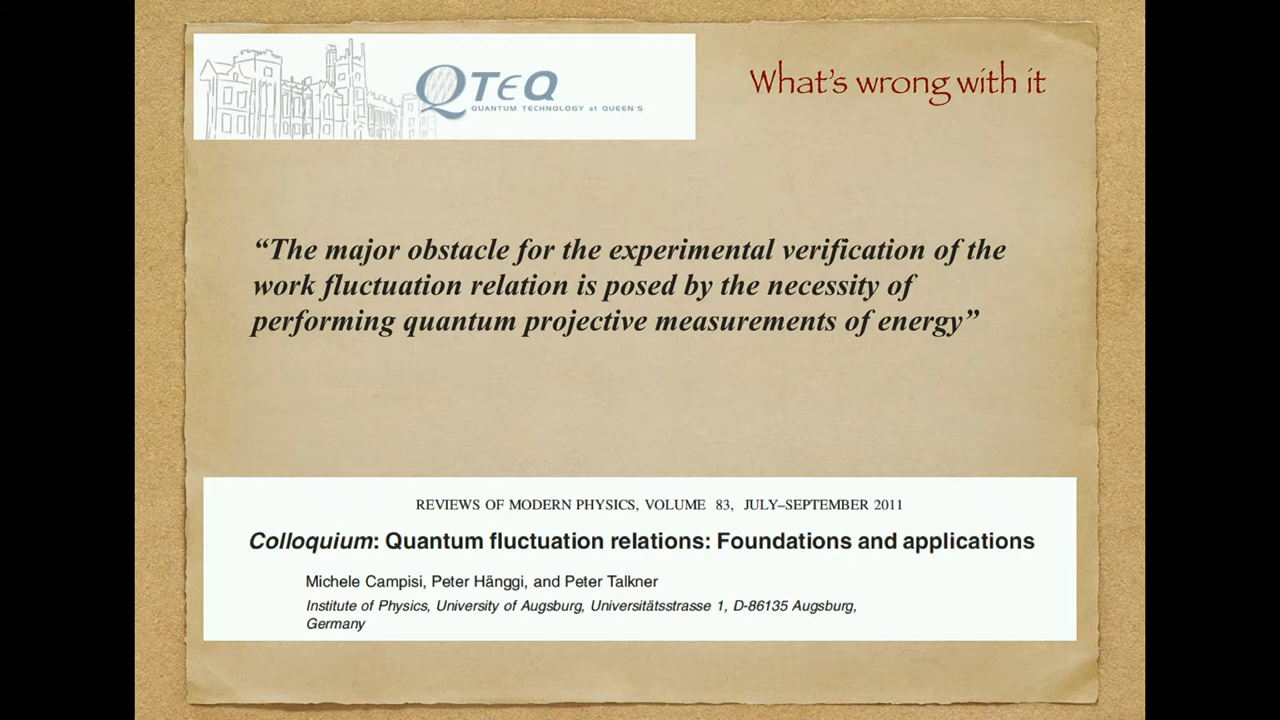 QTEQ
QUANTUM TECHNOLOGY at QUEEN'S
What's wrong with it
“The major obstacle for the experimental verification of the
work fluctuation relation is posed by the necessity of
performing quantum projective measurements of energy”
REVIEWS OF MODERN PHYSICS, VOLUME 83, JULY–SEPTEMBER 2011
Colloquium: Quantum fluctuation relations: Foundations and applications
Michele Campisi, Peter Hänggi, and Peter Talkner
Institute of Physics, University of Augsburg, Universitätsstrasse 1, D-86135 Augsburg,
Germany